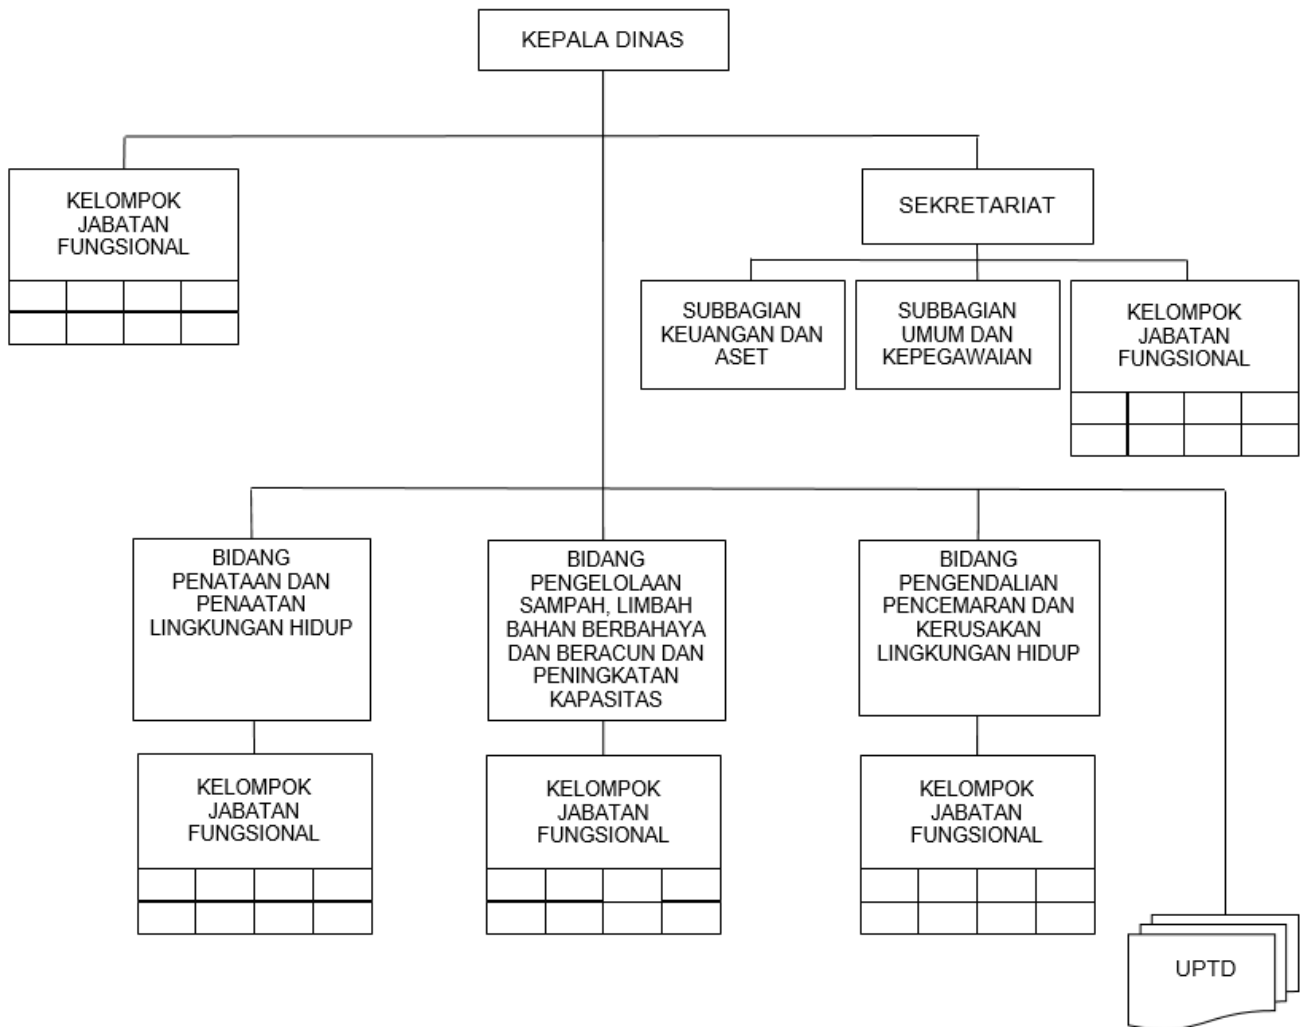 KEPALA DINAS
KELOMPOK
JABATAN
FUNGSIONAL
SEKRETARIAT
SUBBAGIAN
KEUANGAN DAN
ASET
SUBBAGIAN
UMUM DAN
KEPEGAWAIAN
KELOMPOK
JABATAN
FUNGSIONAL
BIDANG
PENATAAN DAN
PENAATAN
LINGKUNGAN HIDUP
BIDANG
PENGELOLAAN
SAMPAH, LIMBAH
BAHAN BERBAHAYA
DAN BERACUN DAN
PENINGKATAN
KAPASITAS
BIDANG
PENGENDALIAN
PENCEMARAN DAN
KERUSAKAN
LINGKUNGAN HIDUP
KELOMPOK
JABATAN
FUNGSIONAL
KELOMPOK
JABATAN
FUNGSIONAL
KELOMPOK
JABATAN
FUNGSIONAL
UPTD